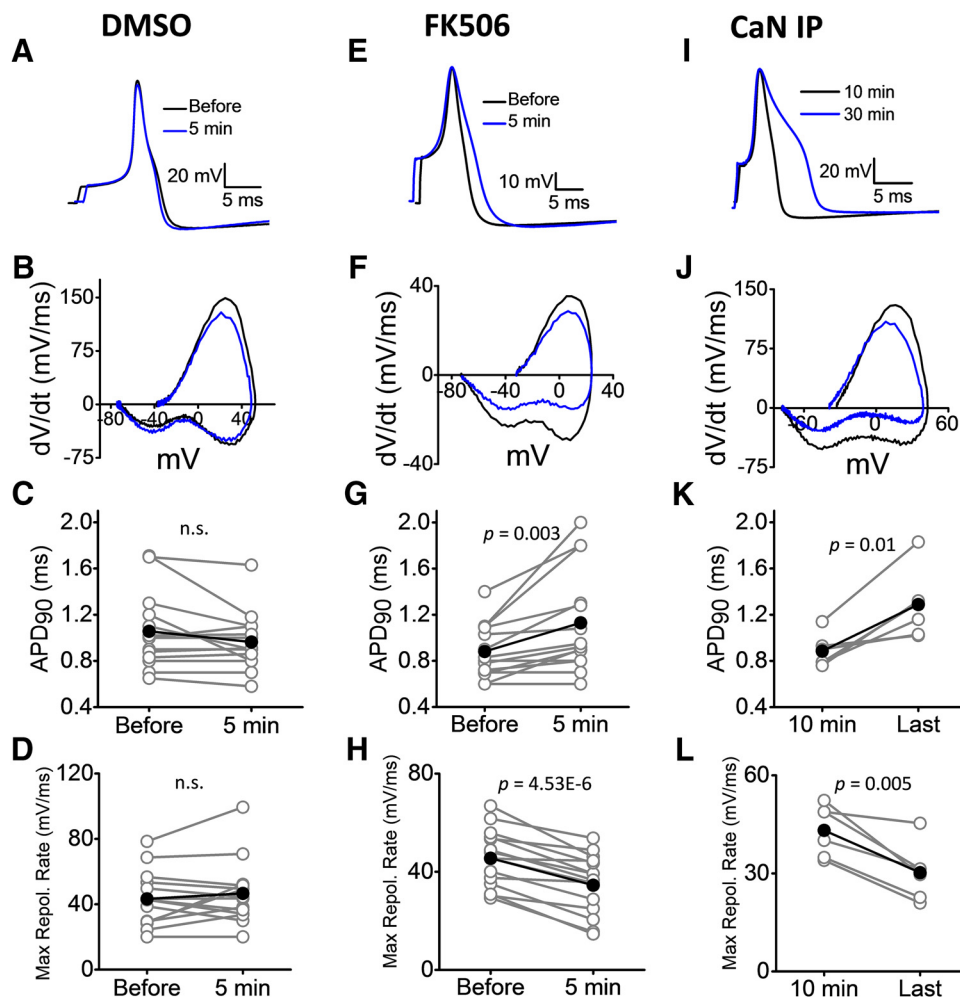 DMSO
FK506
CaN IP
A
Before
5 min
20 mV
5 ms
E
Before
5 min
10 mV
5 ms
I
10 min
30 min
20 mV
5 ms
B
dV/dt (mV/ms)
150
75
0
-75
-80
-40
0
40
mV
F
dV/dt (mV/ms)
40
0
-40
-80
-40
0
40
mV
J
dV/dt (mV/ms)
150
75
0
-75
-60
0
60
mV
C
APD90 (ms)
2.0
1.6
1.2
0.8
0.4
n.s.
Before
5 min
G
APD90 (ms)
2.0
1.6
1.2
0.8
0.4
p = 0.003
Before
5 min
K
APD90 (ms)
2.0
1.6
1.2
0.8
0.4
p = 0.01
10 min
Last
D
Max Repol. Rate (mV/ms)
120
80
40
0
n.s.
Before
5 min
H
Max Repol. Rate (mV/ms)
80
40
0
p = 4.53E-6
Before
5 min
L
Max Repol. Rate (mV/ms)
60
30
0
p = 0.005
10 min
Last